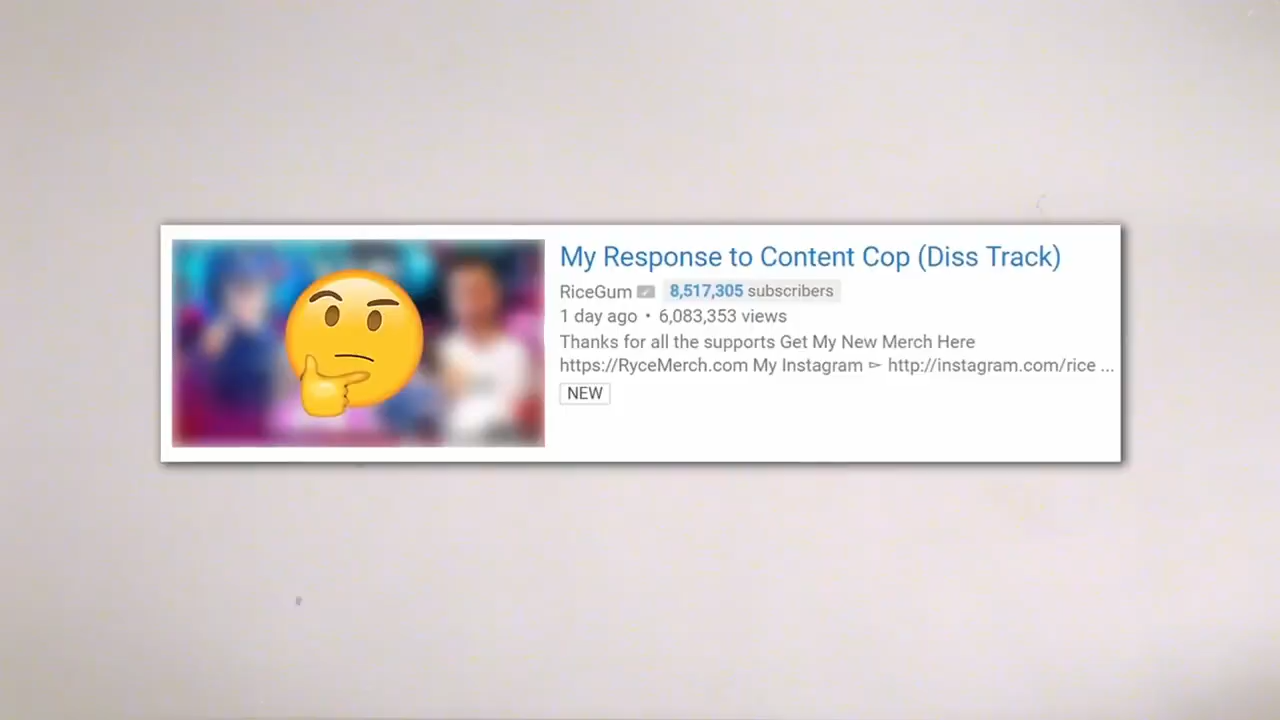 My Response to Content Cop (Diss Track)
RiceGum 8,517,305 subscribers
1 day ago • 6,083,353 views
Thanks for all the supports Get My New Merch Here
https://RyceMerch.com My Instagram ► http://instagram.com/rice ...
NEW